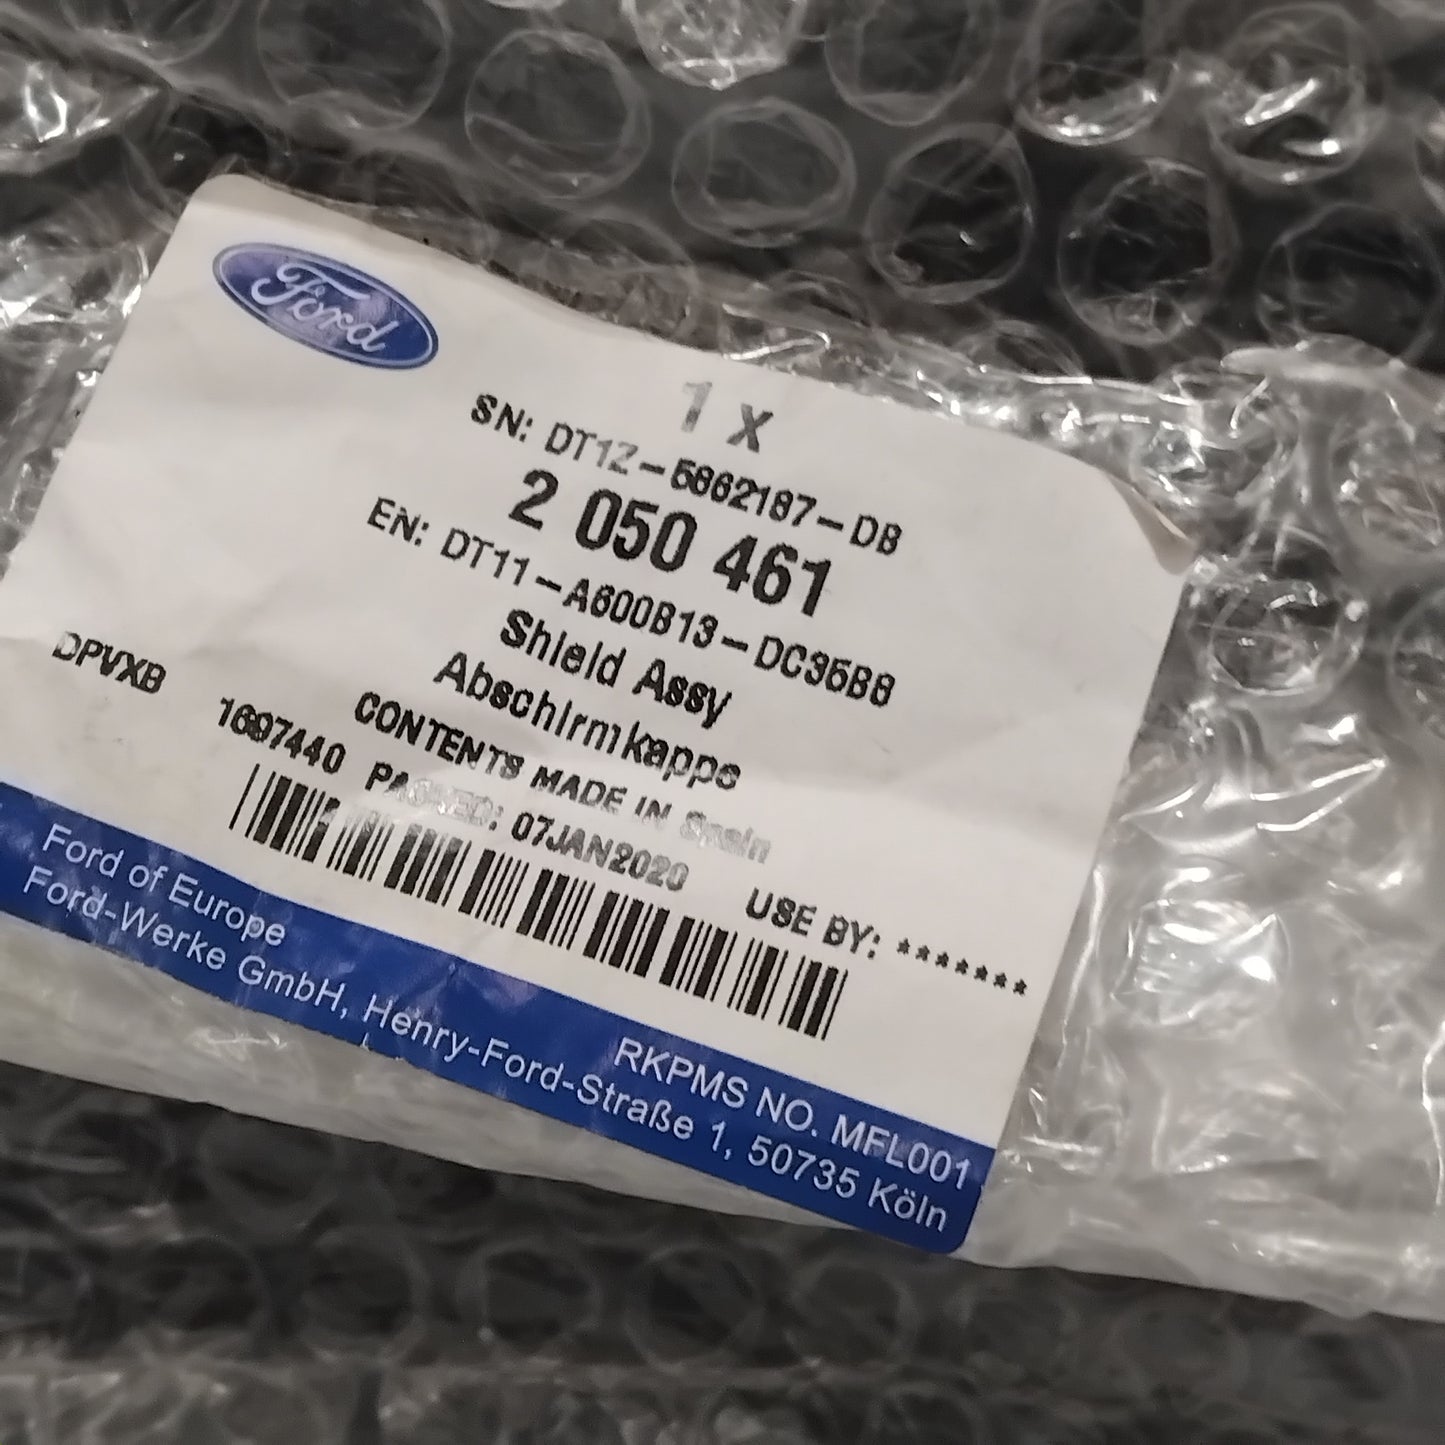 Ford
1 X
SN: DT1Z-5862187-DB
2 050 461
EN: DT11-A600B13-DC35B8
Shield Assy
Abschirmkappe
CONTENTS MADE IN Spain
DPVXB
1697440 PACKED: 07JAN2020 USE BY: *******
Ford of Europe RKPMS NO. MFL001
Ford-Werke GmbH, Henry-Ford-Straße 1, 50735 Köln